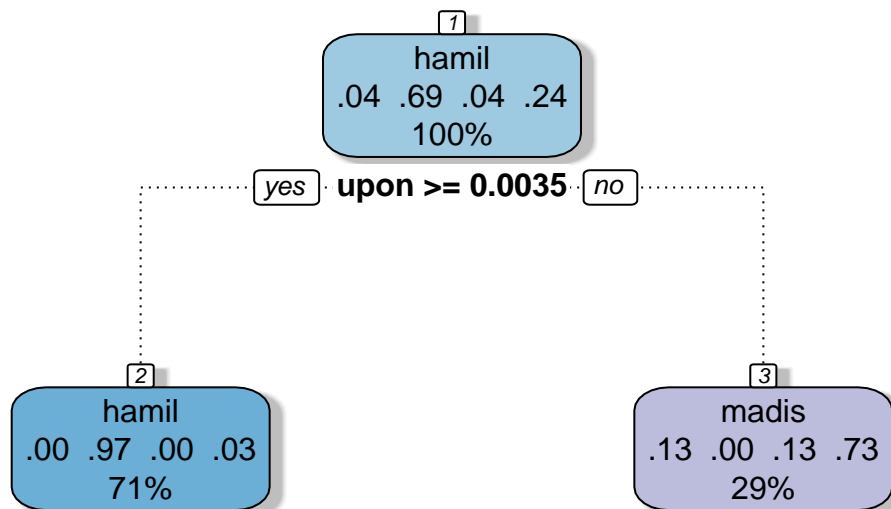 1
hamil
.04 .69 .04 .24
100%
yes upon >= 0.0035 no
2
hamil
.00 .97 .00 .03
71%
3
madis
.13 .00 .13 .73
29%